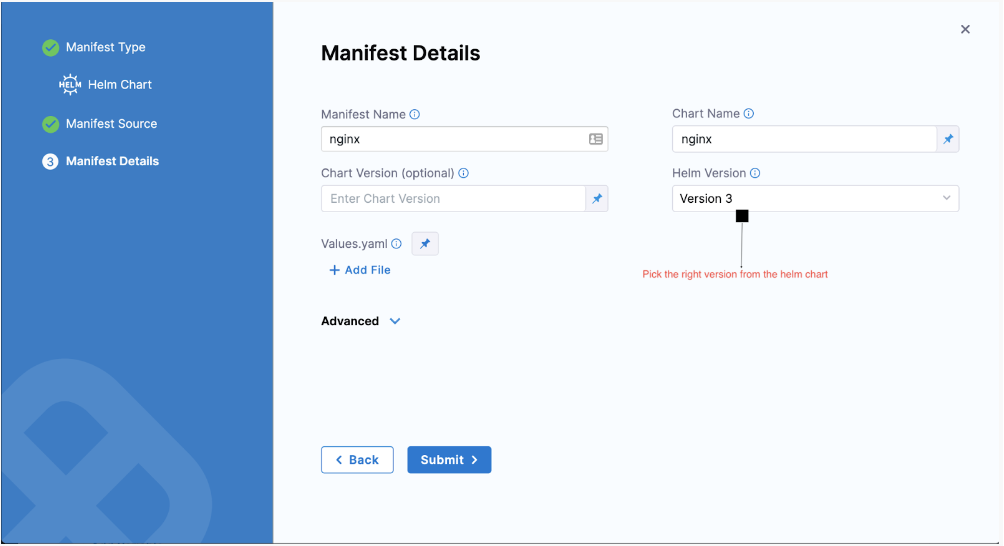 Manifest Type
HELM Helm Chart
Manifest Source
3 Manifest Details
Manifest Details
Manifest Name
nginx
Chart Name
nginx
Chart Version (optional)
Enter Chart Version
Helm Version
Version 3
Pick the right version from the helm chart
Values.yaml
+ Add File
Advanced
< Back
Submit >